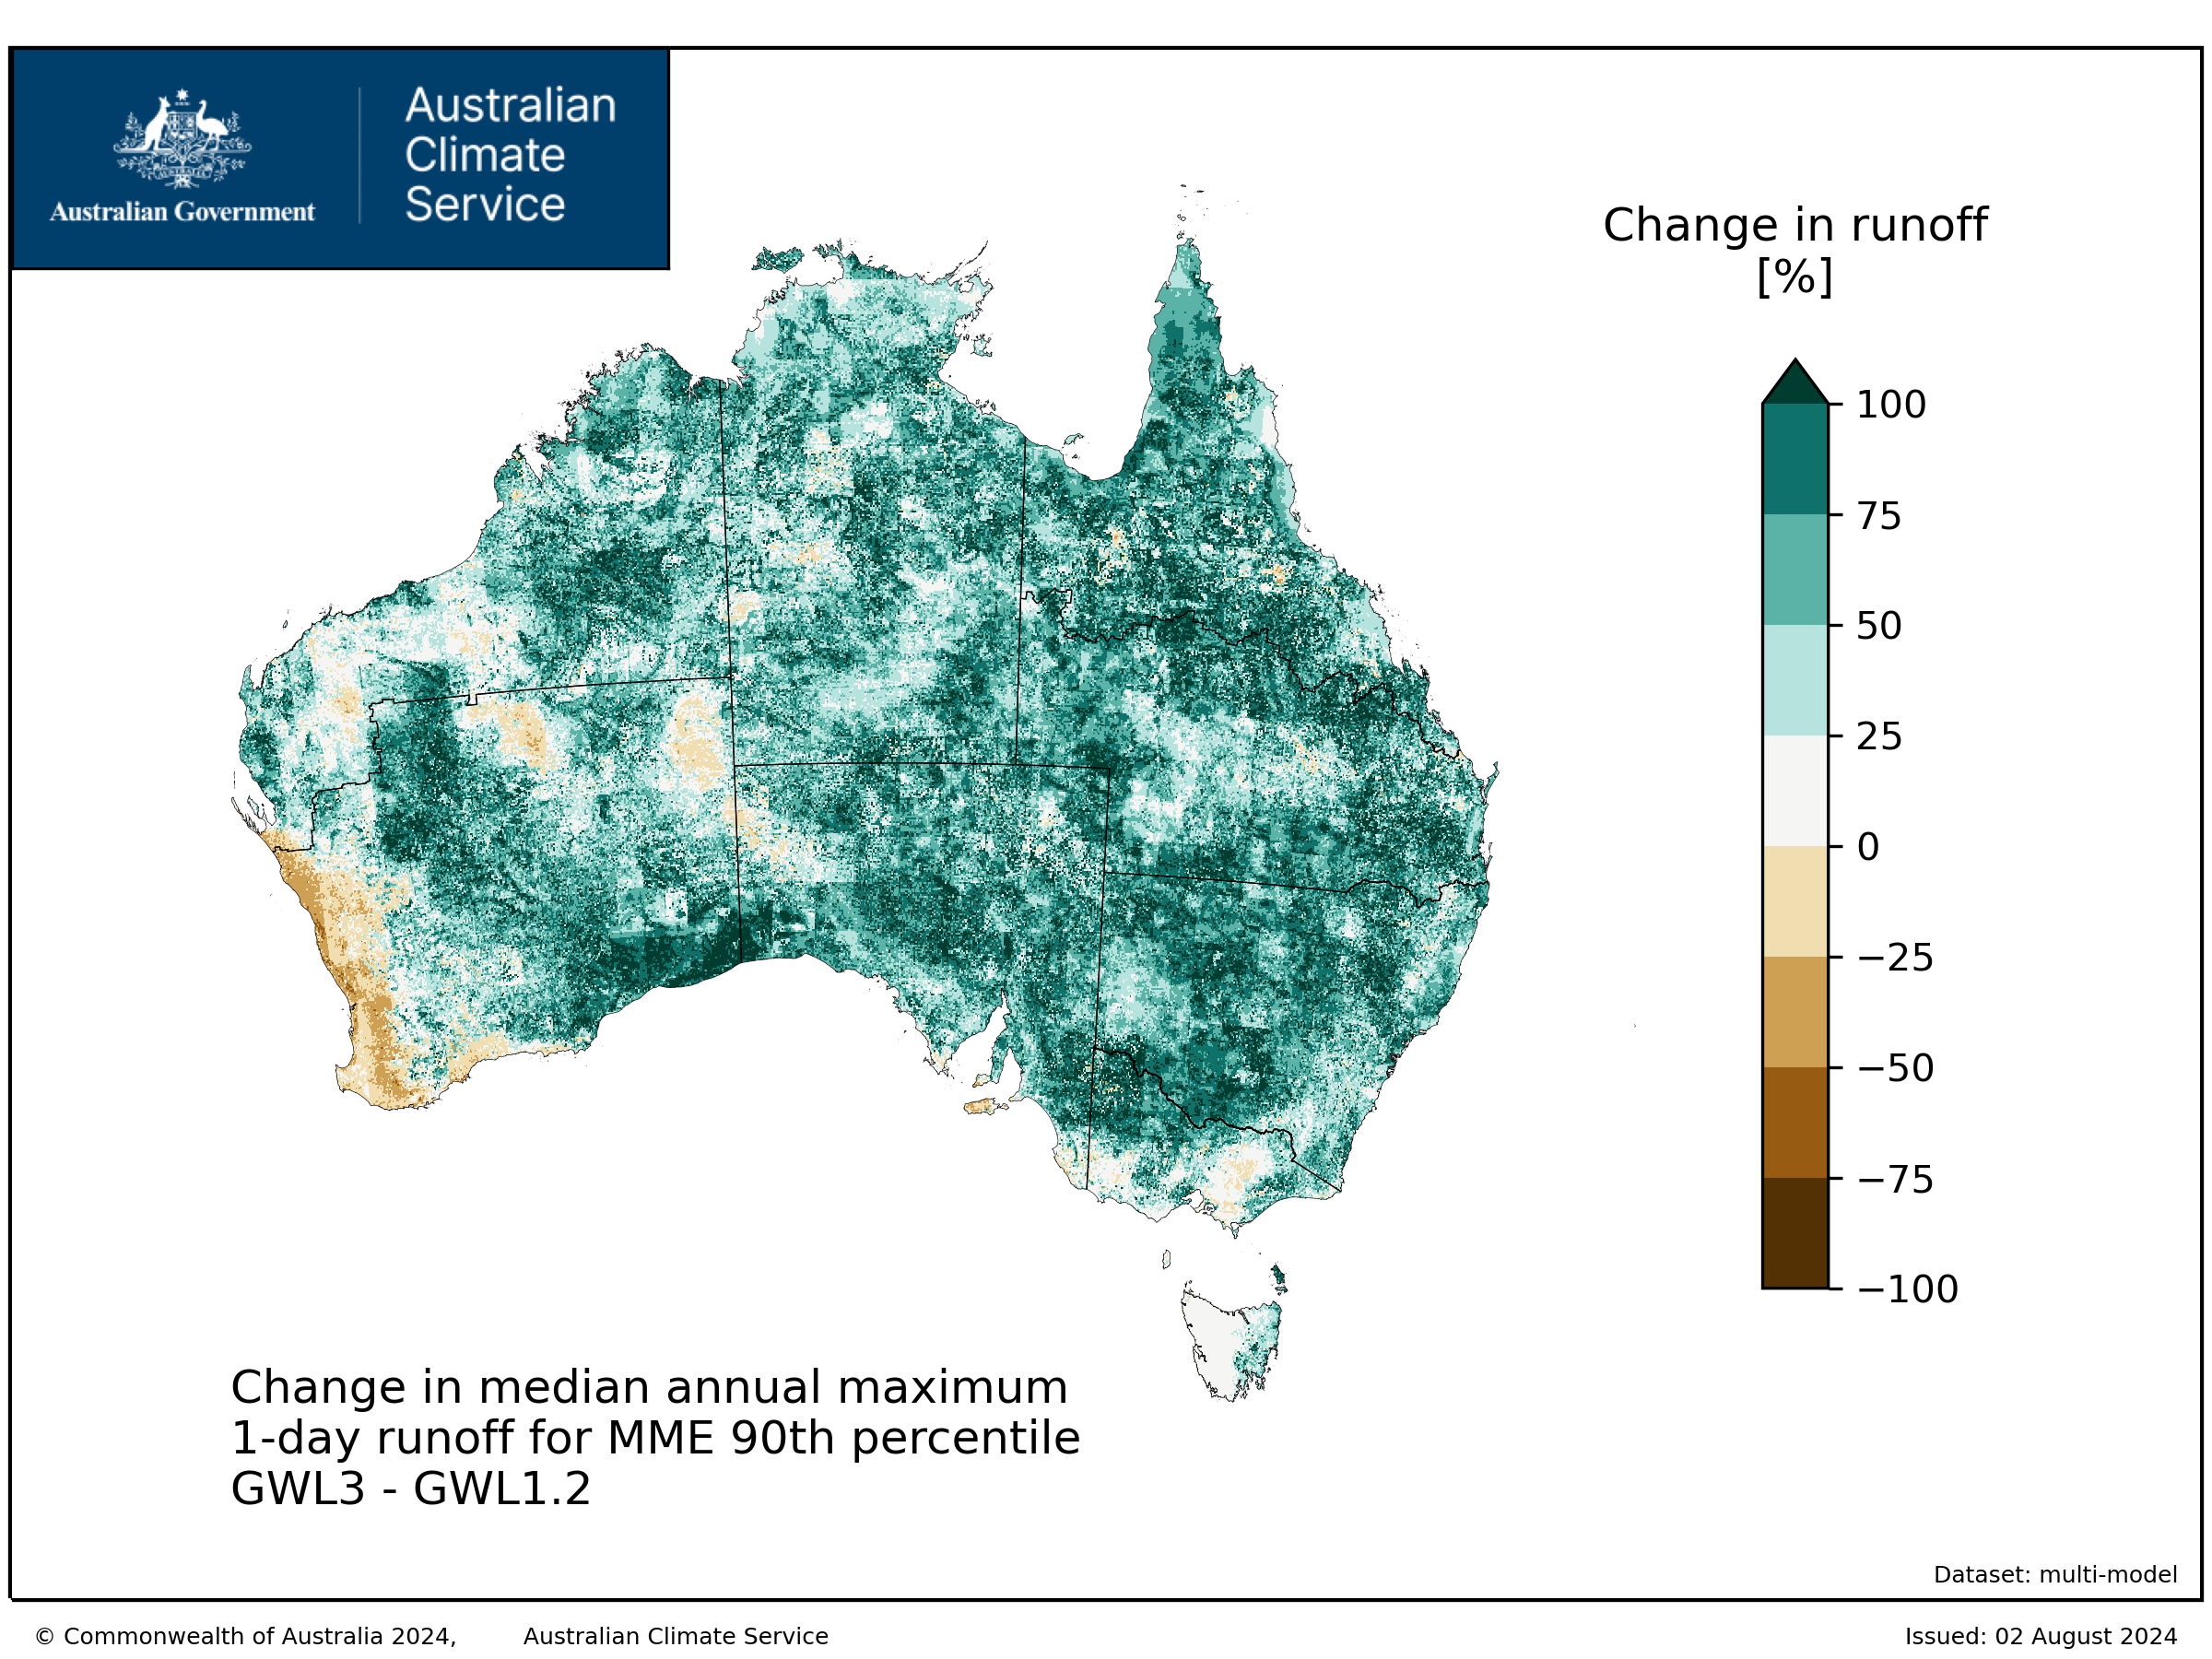 Australian Government
Australian
Climate
Service
Change in runoff
[%]
100
75
50
25
0
−25
−50
−75
−100
Change in median annual maximum
1-day runoff for MME 90th percentile
GWL3 - GWL1.2
Dataset: multi-model
© Commonwealth of Australia 2024, Australian Climate Service
Issued: 02 August 2024